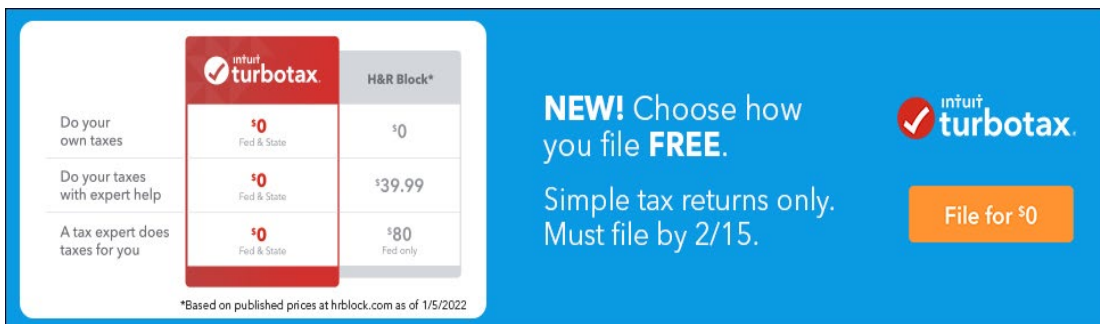 intuit
turbotax.
H&R Block*
Do your
own taxes
$0
Fed & State
$0
Do your taxes
with expert help
$0
Fed & State
$39.99
A tax expert does
taxes for you
$0
Fed & State
$80
Fed only
*Based on published prices at hrblock.com as of 1/5/2022
NEW! Choose how
you file FREE.
Simple tax returns only.
Must file by 2/15.
intuit
turbotax.
File for $0